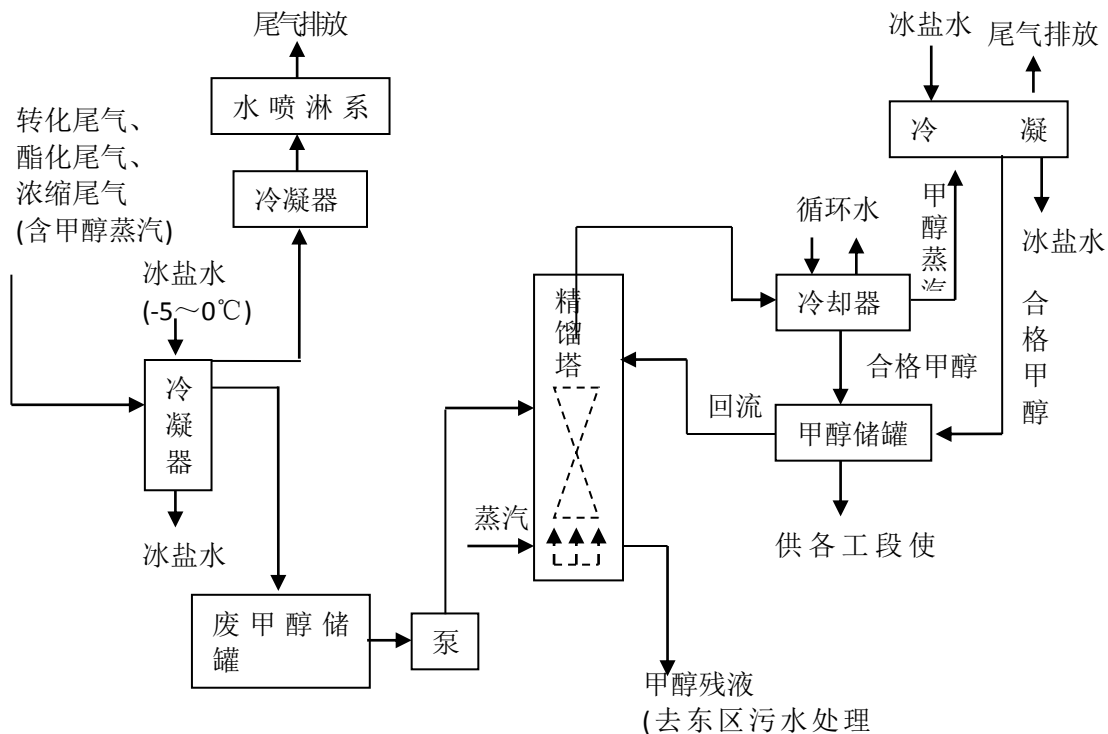 尾气排放
水喷淋系
转化尾气、
酯化尾气、
浓缩尾气
(含甲醇蒸汽)
冷凝器
冰盐水
(-5～0℃)
冷凝器
冰盐水
废甲醇储
罐
泵
蒸汽
精馏塔
甲醇残液
(去东区污水处理
循环水
冷却器
甲醇蒸汽
冰盐水
尾气排放
冷 凝
冰盐水
合格甲醇
合格甲醇
回流
甲醇储罐
供各工段使